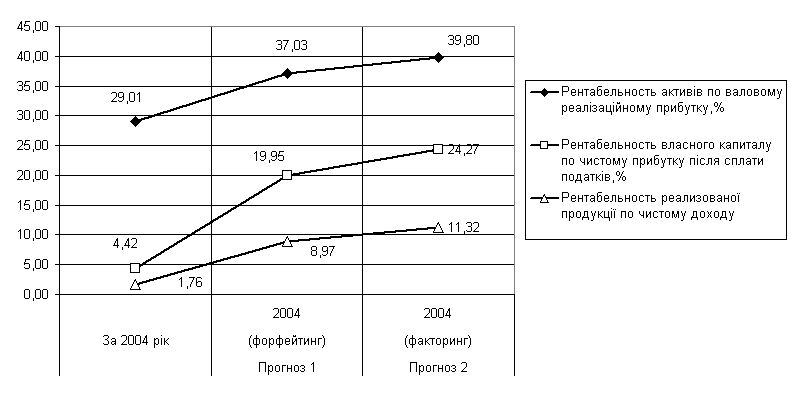 45,00
40,00
35,00
30,00
25,00
20,00
15,00
10,00
5,00
0,00
29,01
37,03
39,80
4,42
19,95
24,27
1,76
8,97
11,32
За 2004 рік
2004
(форфейтинг)
Прогноз 1
2004
(факторинг)
Прогноз 2
Рентабельность активів по валовому
реалізаційному прибутку,%
Рентабельность власного капиталу
по чистому прибутку після сплати
податків,%
Рентабельность реализованої
продукції по чистому доходу